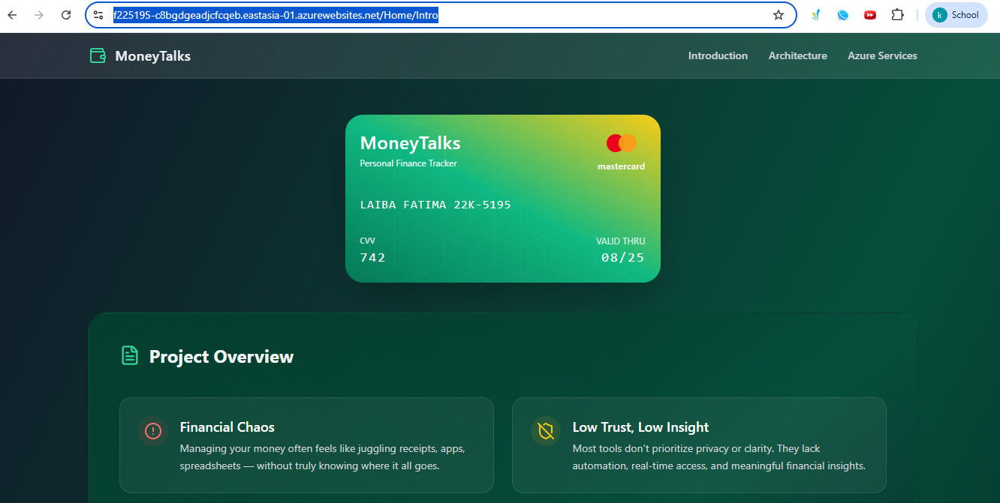 f225195-c8bgdgeadjcfcqeb.eastasia-01.azurewebsites.net/Home/Intro
k School
MoneyTalks
Introduction Architecture Azure Services
MoneyTalks
Personal Finance Tracker
mastercard
LAIBA FATIMA 22K-5195
CVV
742
VALID THRU
08/25
Project Overview
Financial Chaos
Managing your money often feels like juggling receipts, apps,
spreadsheets — without truly knowing where it all goes.
Low Trust, Low Insight
Most tools don't prioritize privacy or clarity. They lack
automation, real-time access, and meaningful financial insights.